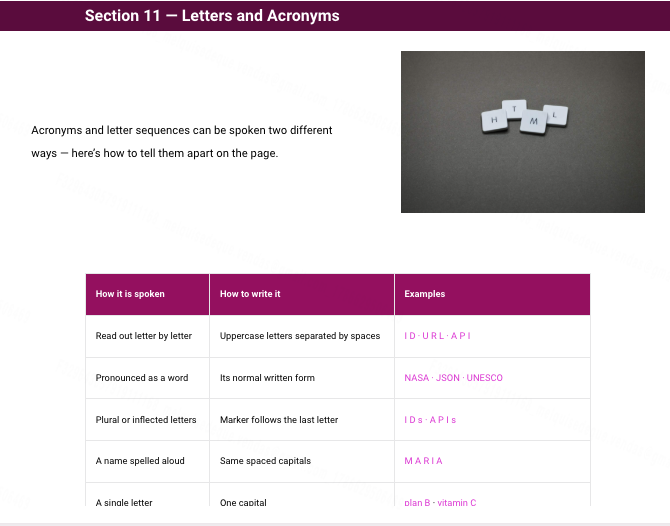 Section 11 — Letters and Acronyms
H T M L
Acronyms and letter sequences can be spoken two different
ways — here's how to tell them apart on the page.
How it is spoken How to write it Examples
Read out letter by letter Uppercase letters separated by spaces I D · U R L · A P I
Pronounced as a word Its normal written form NASA · JSON · UNESCO
Plural or inflected letters Marker follows the last letter I D s · A P I s
A name spelled aloud Same spaced capitals M A R I A
A single letter One capital plan B · vitamin C